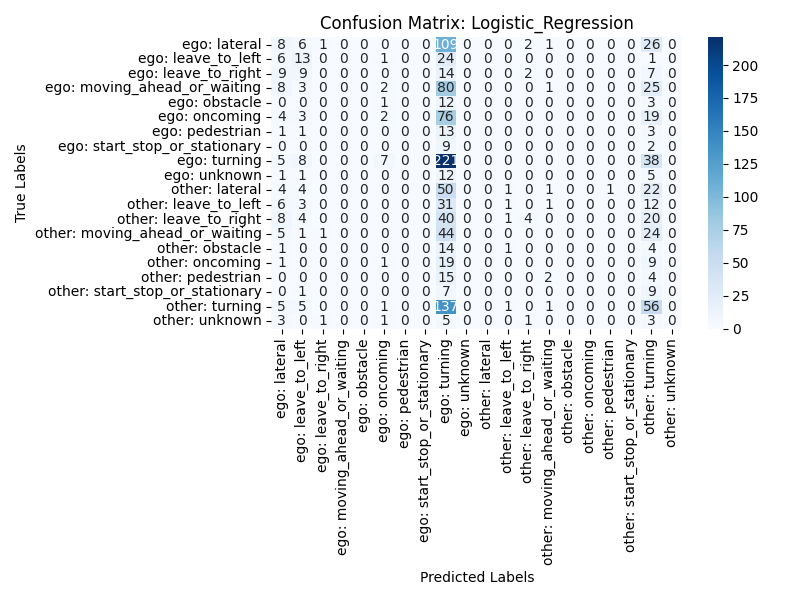 Confusion Matrix: Logistic_Regression
True Labels
ego: lateral 8 6 1 0 0 0 0 0 109 0 0 0 2 1 0 0 0 0 26 0
ego: leave_to_left 6 13 0 0 0 1 0 0 24 0 0 0 0 0 0 0 0 0 1 0
ego: leave_to_right 9 9 0 0 0 0 0 0 14 0 0 0 2 0 0 0 0 0 7 0
ego: moving_ahead_or_waiting 8 3 0 0 0 2 0 0 80 0 0 0 0 1 0 0 0 0 25 0
ego: obstacle 0 0 0 0 0 1 0 0 12 0 0 0 0 0 0 0 0 0 3 0
ego: oncoming 4 3 0 0 0 2 0 0 76 0 0 0 0 0 0 0 0 0 19 0
ego: pedestrian 1 1 0 0 0 0 0 0 13 0 0 0 0 0 0 0 0 0 3 0
ego: start_stop_or_stationary 0 0 0 0 0 0 0 0 9 0 0 0 0 0 0 0 0 0 2 0
ego: turning 5 8 0 0 0 7 0 0 221 0 0 0 0 0 0 0 0 0 38 0
ego: unknown 1 1 0 0 0 0 0 0 12 0 0 0 0 0 0 0 0 0 5 0
other: lateral 4 4 0 0 0 0 0 0 50 0 0 1 0 1 0 0 1 0 22 0
other: leave_to_left 6 3 0 0 0 0 0 0 31 0 0 1 0 1 0 0 0 0 12 0
other: leave_to_right 8 4 0 0 0 0 0 0 40 0 0 1 4 0 0 0 0 0 20 0
other: moving_ahead_or_waiting 5 1 1 0 0 0 0 0 44 0 0 0 0 0 0 0 0 0 24 0
other: obstacle 1 0 0 0 0 0 0 0 14 0 0 1 0 0 0 0 0 0 4 0
other: oncoming 1 0 0 0 0 1 0 0 19 0 0 0 0 0 0 0 0 0 9 0
other: pedestrian 0 0 0 0 0 0 0 0 15 0 0 0 0 2 0 0 0 0 4 0
other: start_stop_or_stationary 0 1 0 0 0 0 0 0 7 0 0 0 0 0 0 0 0 0 9 0
other: turning 5 5 0 0 0 1 0 0 137 0 0 1 0 1 0 0 0 0 56 0
other: unknown 3 0 1 0 0 1 0 0 5 0 0 0 1 0 0 0 0 0 3 0
ego: lateral
ego: leave_to_left
ego: leave_to_right
ego: moving_ahead_or_waiting
ego: obstacle
ego: oncoming
ego: pedestrian
ego: start_stop_or_stationary
ego: turning
ego: unknown
other: lateral
other: leave_to_left
other: leave_to_right
other: moving_ahead_or_waiting
other: obstacle
other: oncoming
other: pedestrian
other: start_stop_or_stationary
other: turning
other: unknown
Predicted Labels
200
175
150
125
100
75
50
25
0